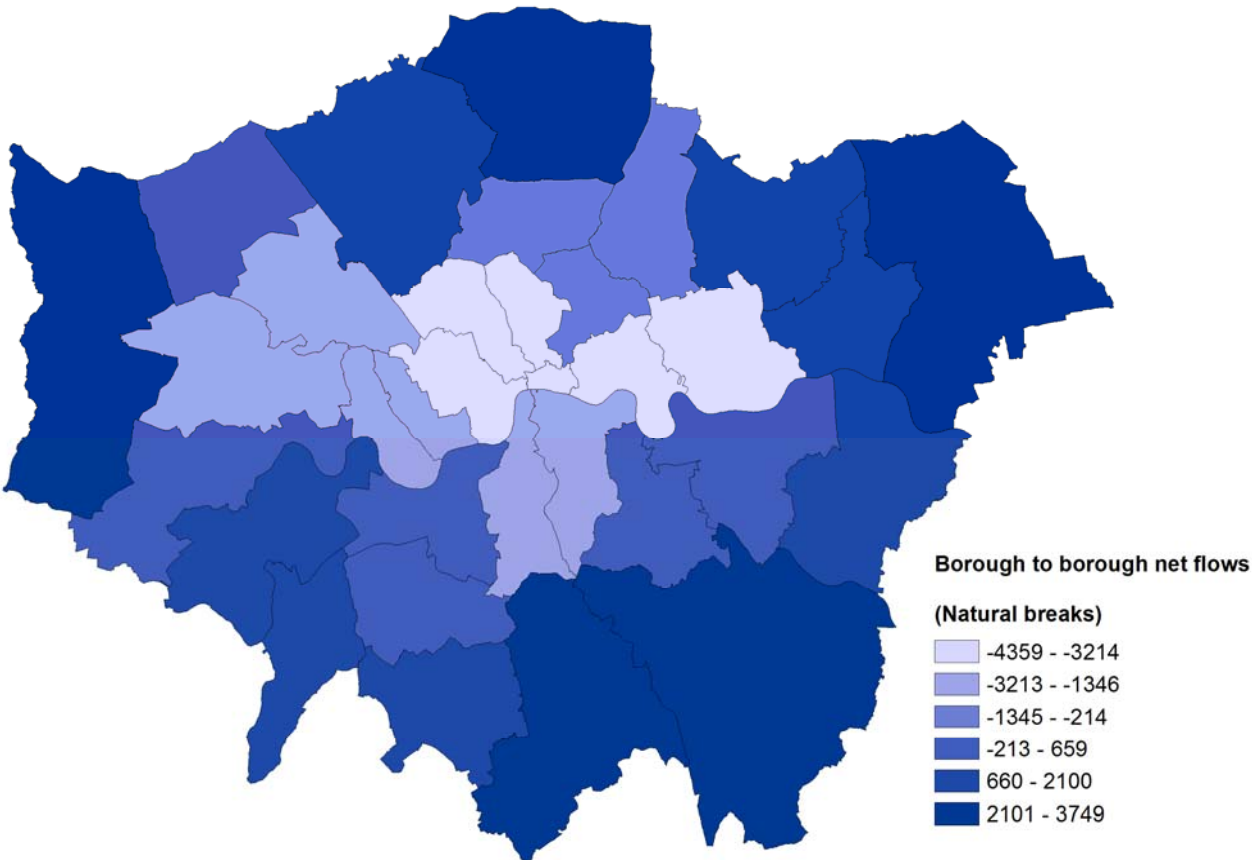 Borough to borough net flows
(Natural breaks)
-4359 - -3214
-3213 - -1346
-1345 - -214
-213 - 659
660 - 2100
2101 - 3749